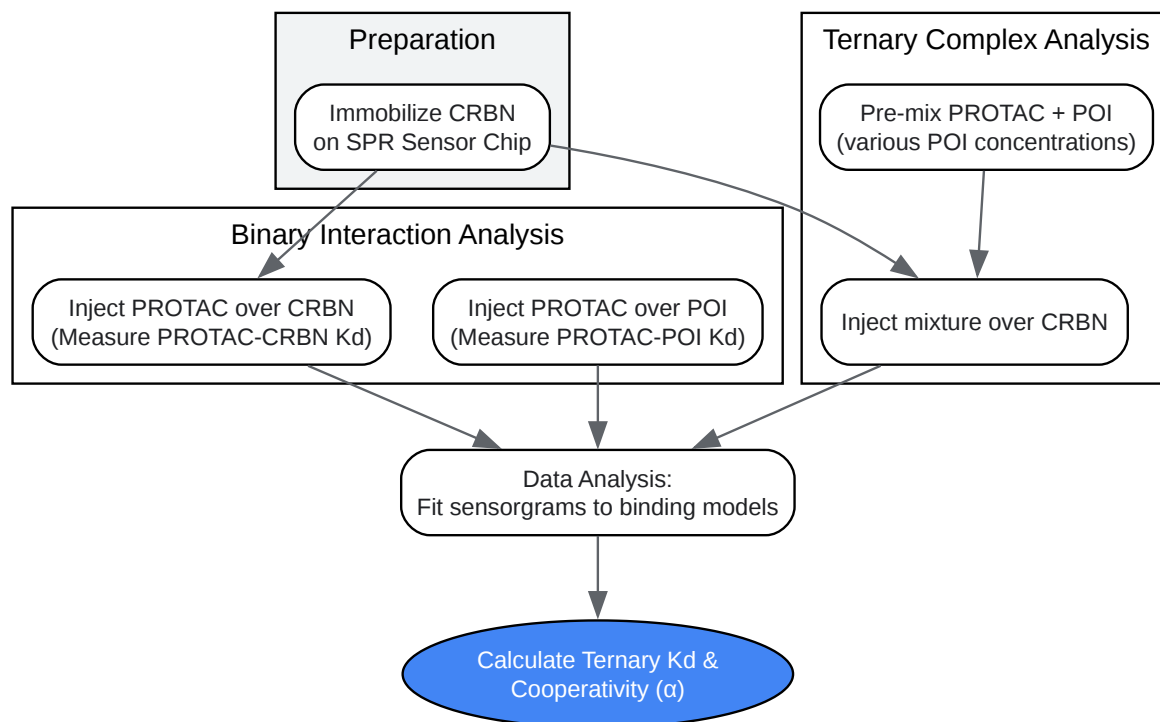 Preparation
Immobilize CRBN
on SPR Sensor Chip
Ternary Complex Analysis
Pre-mix PROTAC + POI
(various POI concentrations)
Binary Interaction Analysis
Inject PROTAC over CRBN
(Measure PROTAC-CRBN Kd)
Inject PROTAC over POI
(Measure PROTAC-POI Kd)
Inject mixture over CRBN
Data Analysis:
Fit sensorgrams to binding models
Calculate Ternary Kd &
Cooperativity (α)